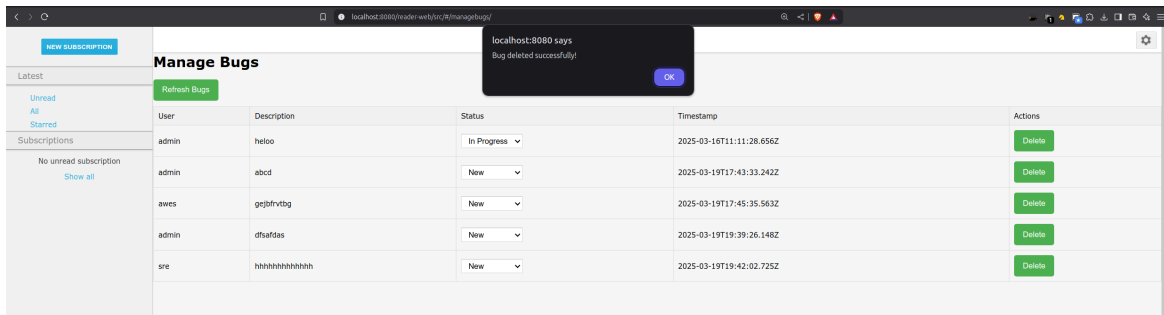 localhost:8080/reader-web/src/#/managebugs/
localhost:8080 says
Bug deleted successfully!
OK
NEW SUBSCRIPTION
Latest
Unread
All
Starred
Subscriptions
No unread subscription
Show all
Manage Bugs
Refresh Bugs
User Description Status Timestamp Actions
admin heloo In Progress 2025-03-16T11:11:28.656Z Delete
admin abcd New 2025-03-19T17:43:33.242Z Delete
awes gejbfrvtbg New 2025-03-19T17:45:35.563Z Delete
admin dfsafdas New 2025-03-19T19:39:26.148Z Delete
sre hhhhhhhhhhhhh New 2025-03-19T19:42:02.725Z Delete